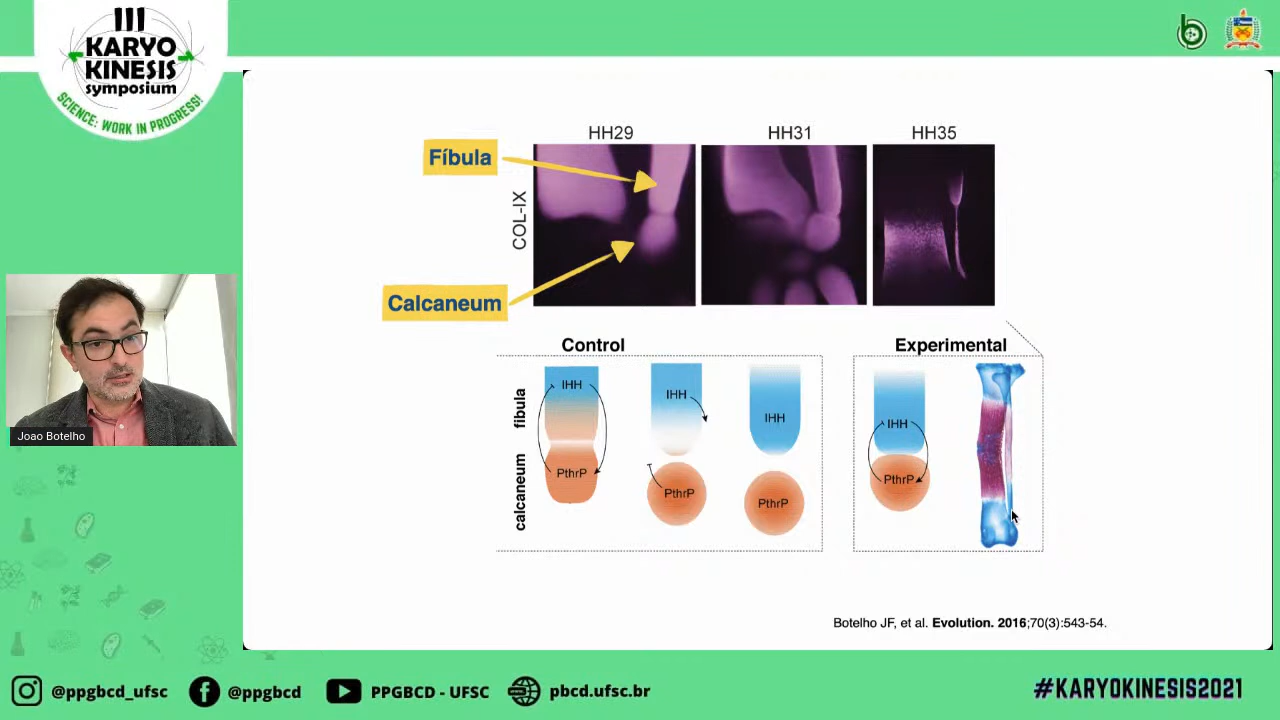 III
KARYO
KINESIS
symposium
SCIENCE: WORK IN PROGRESS!
HH29
HH31
HH35
Fíbula
COL-IX
Calcaneum
Control
Experimental
fibula
calcaneum
IHH
PthrP
IHH
PthrP
IHH
PthrP
IHH
PthrP
Joao Botelho
Botelho JF, et al. Evolution. 2016;70(3):543-54.
@ppgbcd_ufsc
@ppgbcd
PPGBCD - UFSC
pbcd.ufsc.br
#KARYOKINESIS2021